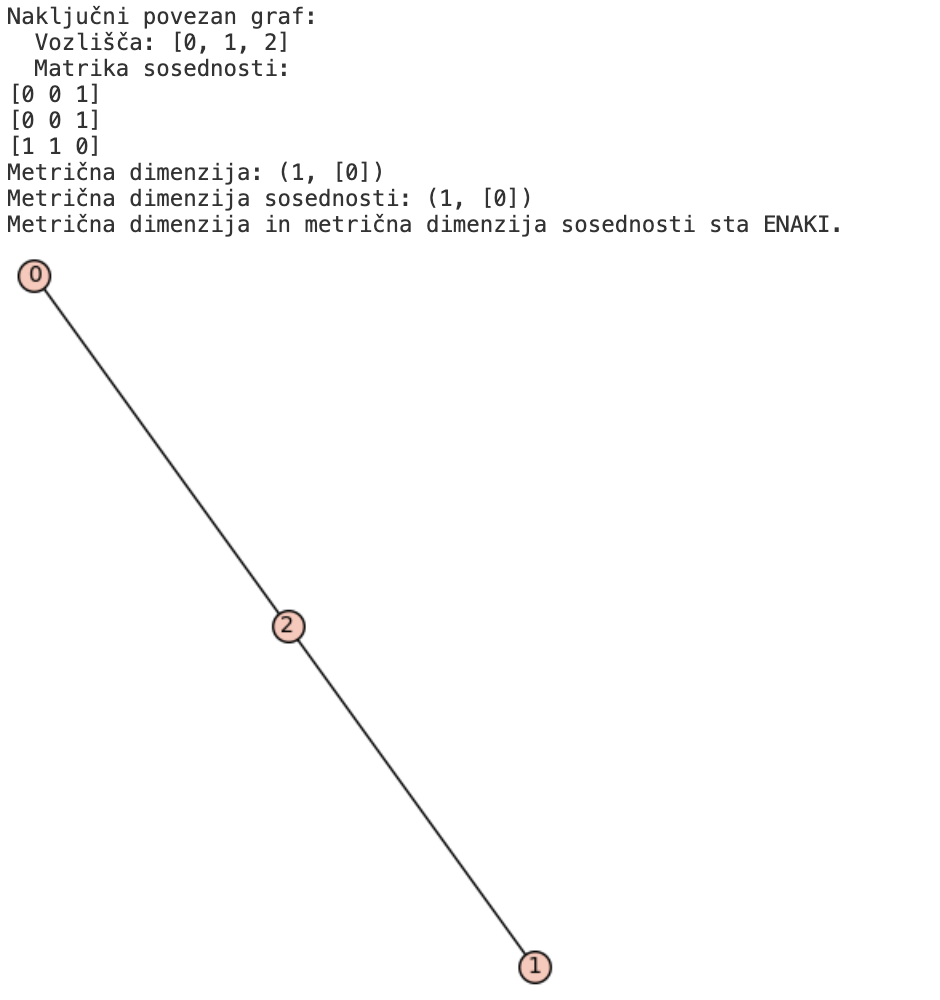 Naključni povezan graf:
  Vozlišča: [0, 1, 2]
  Matrika sosednosti:
[0 0 1]
[0 0 1]
[1 1 0]
Metrična dimenzija: (1, [0])
Metrična dimenzija sosednosti: (1, [0])
Metrična dimenzija in metrična dimenzija sosednosti sta ENAKI.
0
2
1